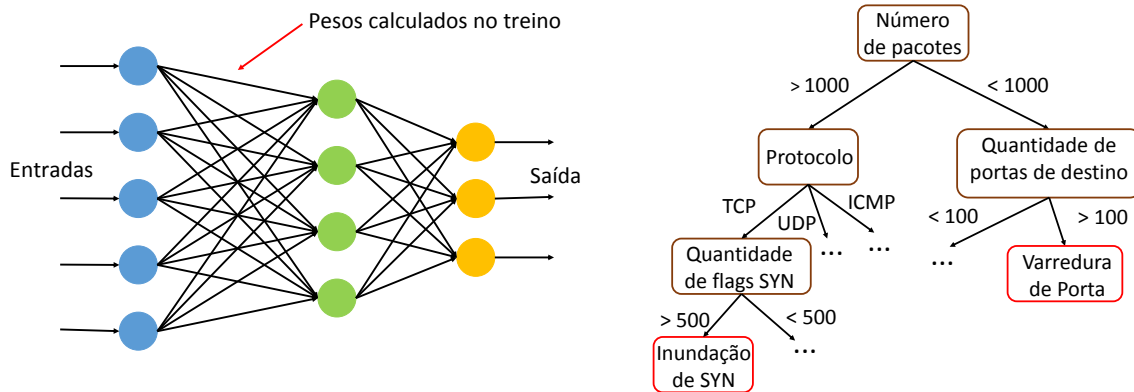 Pesos calculados no treino
Entradas
Saída
Número
de pacotes
> 1000
< 1000
Protocolo
Quantidade de
portas de destino
TCP
UDP
ICMP
...
...
< 100
> 100
...
Quantidade
de flags SYN
Varredura
de Porta
> 500
< 500
...
Inundação
de SYN